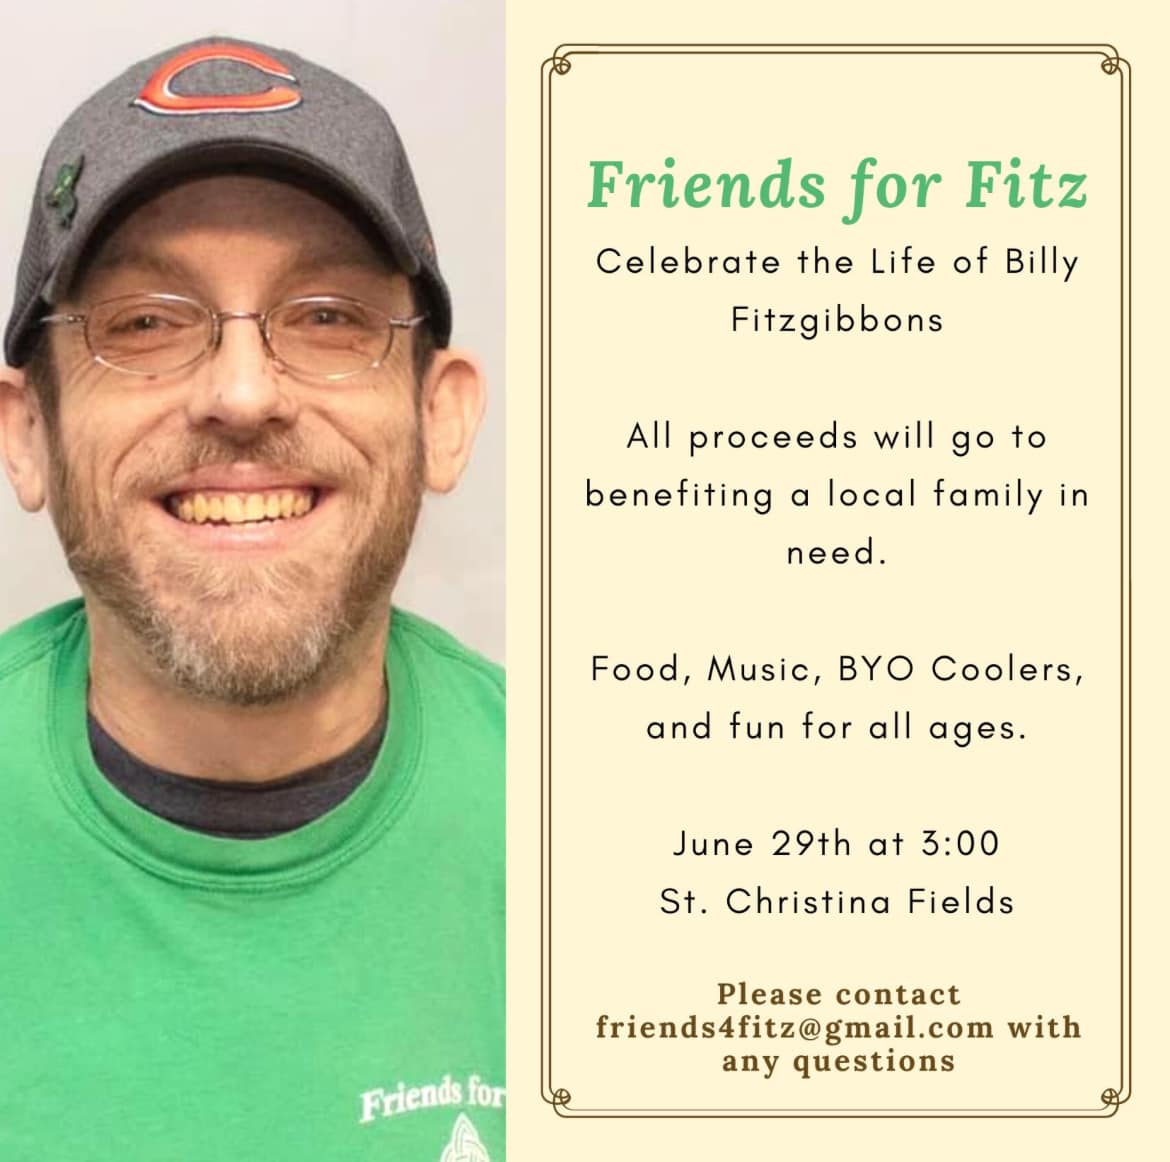 C
Friends for Fitz
Celebrate the Life of Billy
Fitzgibbons
All proceeds will go to
benefiting a local family in
need.
Food, Music, BYO Coolers,
and fun for all ages.
June 29th at 3:00
St. Christina Fields
Please contact
friends4fitz@gmail.com with
any questions
Friends for